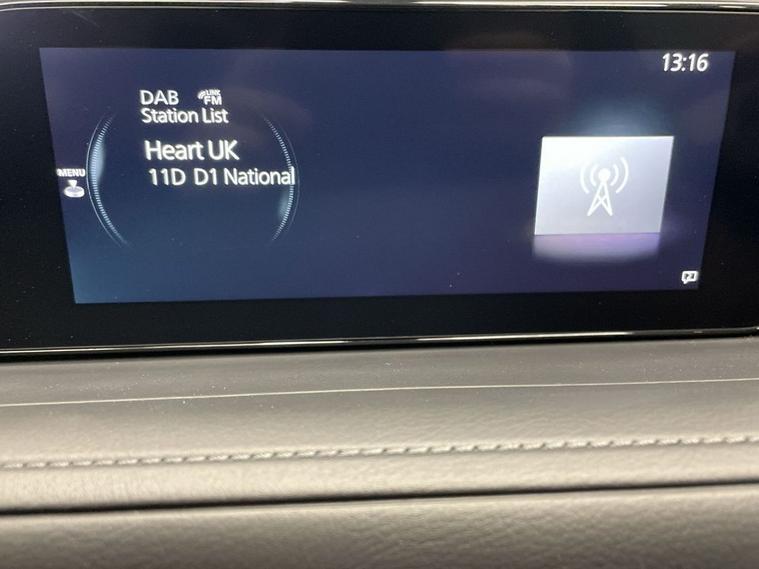 13:16
DAB LINK FM
Station List
Heart UK
11D D1 National
MENU